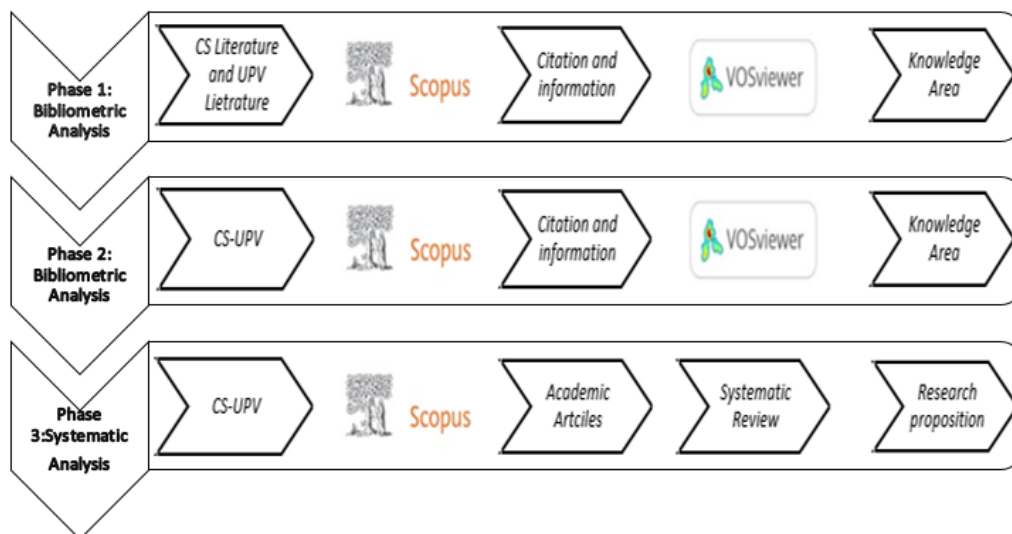 Phase 1:
Bibliometric
Analysis
CS Literature
and UPV
Lietrature
Scopus
Citation and
information
VOSviewer
Knowledge
Area
Phase 2:
Bibliometric
Analysis
CS-UPV
Scopus
Citation and
information
VOSviewer
Knowledge
Area
Phase
3:Systematic
Analysis
CS-UPV
Scopus
Academic
Artciles
Systematic
Review
Research
proposition